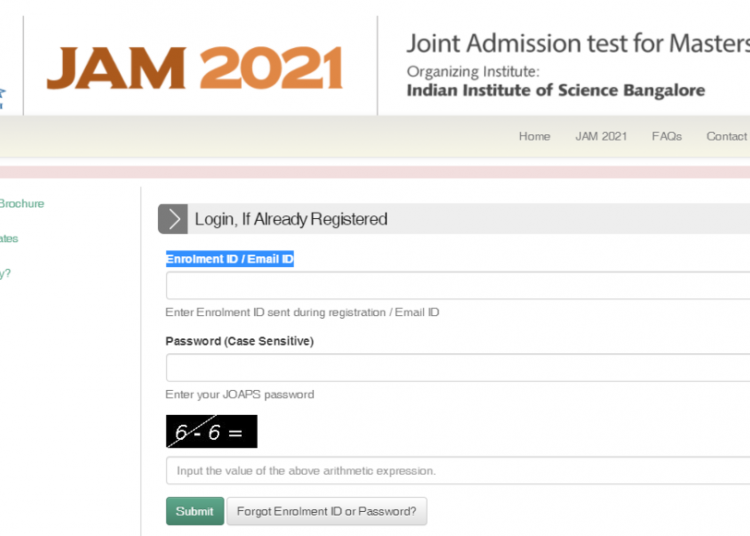 JAM 2021
Joint Admission test for Masters
Organizing Institute:
Indian Institute of Science Bangalore
Home JAM 2021 FAQs Contact
Brochure
ates
y?
Login, If Already Registered
Enrolment ID / Email ID
Enter Enrolment ID sent during registration / Email ID
Password (Case Sensitive)
Enter your JOAPS password
6 - 6 =
Input the value of the above arithmetic expression.
Submit Forgot Enrolment ID or Password?